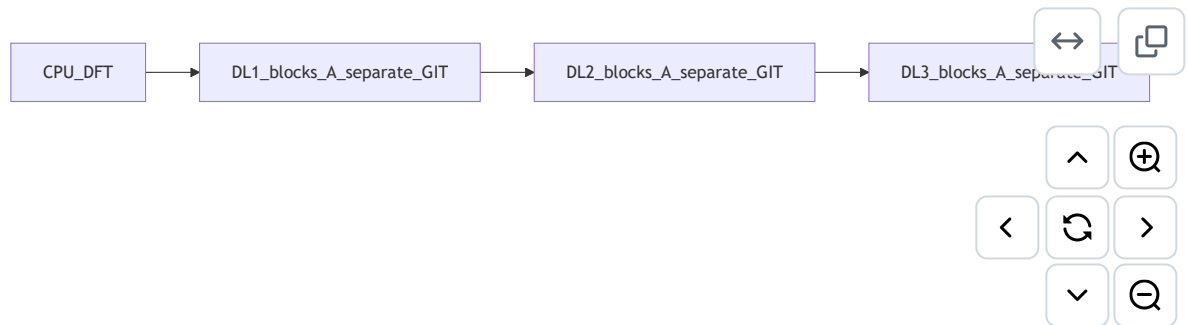 CPU_DFT
DL1_blocks_A_separate_GIT
DL2_blocks_A_separate_GIT
DL3_blocks_A_separate_GIT